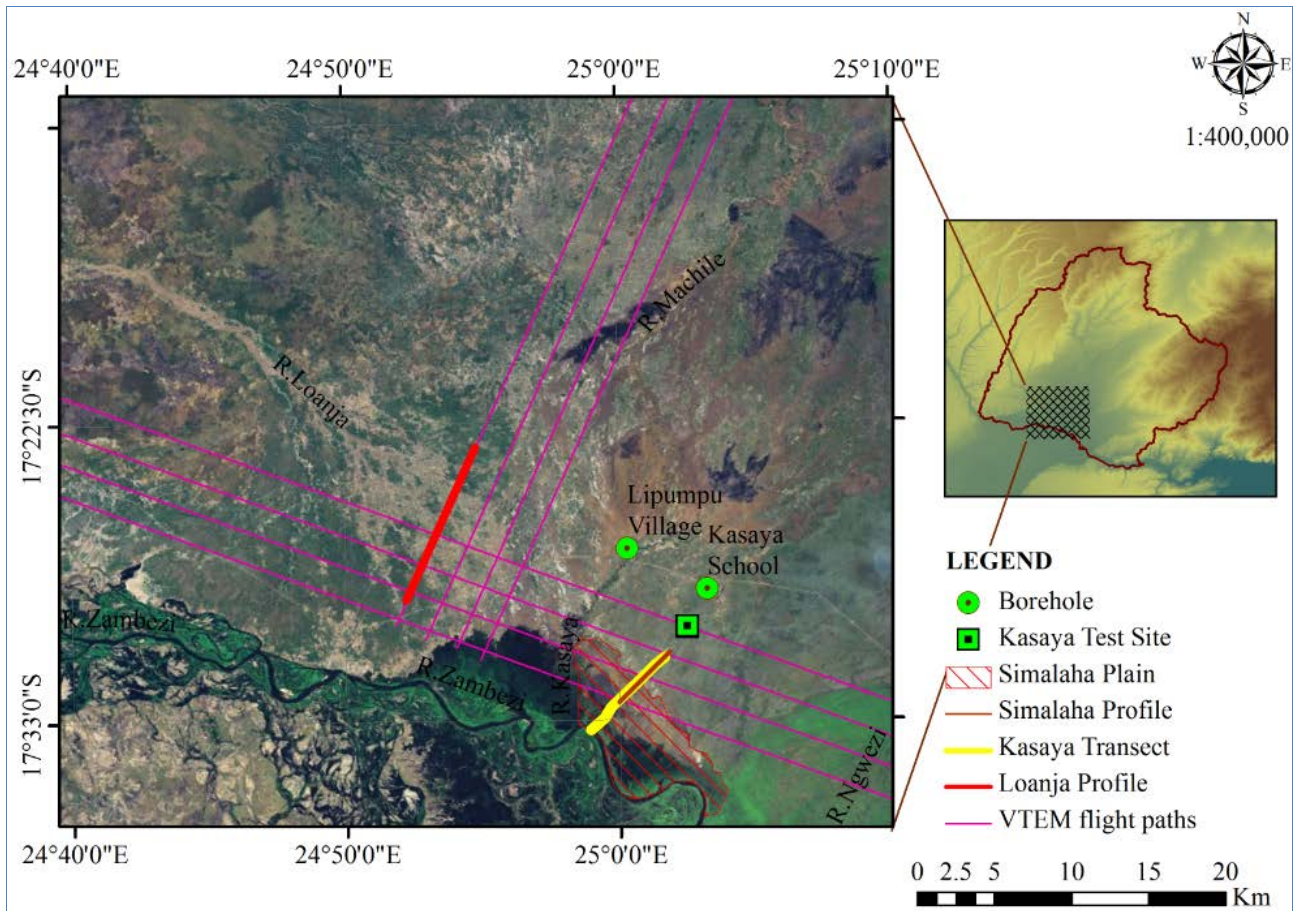 N
W E
S
1:400,000
24°40'0"E 24°50'0"E 25°0'0"E 25°10'0"E
R.Machile
R.Loanja
17°22'30"S
Lipumpu
Village
Kasaya
School
R.Zambezi
R.Kasaya
R.Zambezi
17°33'0"S
R.Ngwezi
24°40'0"E 24°50'0"E 25°0'0"E
LEGEND
Borehole
Kasaya Test Site
Simalaha Plain
Simalaha Profile
Kasaya Transect
Loanja Profile
VTEM flight paths
0 2.5 5 10 15 20
Km